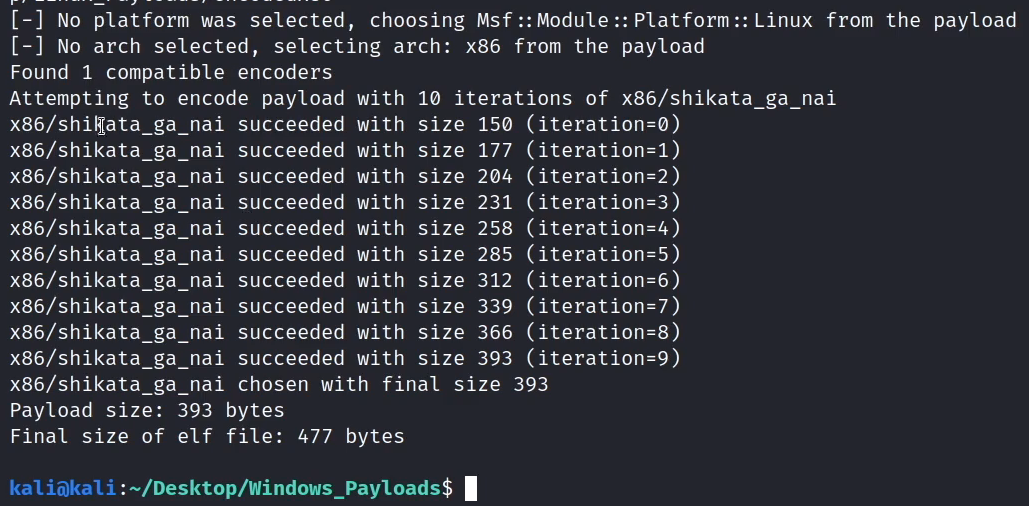 [-] No platform was selected, choosing Msf::Module::Platform::Linux from the payload
[-] No arch selected, selecting arch: x86 from the payload
Found 1 compatible encoders
Attempting to encode payload with 10 iterations of x86/shikata_ga_nai
x86/shikata_ga_nai succeeded with size 150 (iteration=0)
x86/shikata_ga_nai succeeded with size 177 (iteration=1)
x86/shikata_ga_nai succeeded with size 204 (iteration=2)
x86/shikata_ga_nai succeeded with size 231 (iteration=3)
x86/shikata_ga_nai succeeded with size 258 (iteration=4)
x86/shikata_ga_nai succeeded with size 285 (iteration=5)
x86/shikata_ga_nai succeeded with size 312 (iteration=6)
x86/shikata_ga_nai succeeded with size 339 (iteration=7)
x86/shikata_ga_nai succeeded with size 366 (iteration=8)
x86/shikata_ga_nai succeeded with size 393 (iteration=9)
x86/shikata_ga_nai chosen with final size 393
Payload size: 393 bytes
Final size of elf file: 477 bytes
kali@kali:~/Desktop/Windows_Payloads$